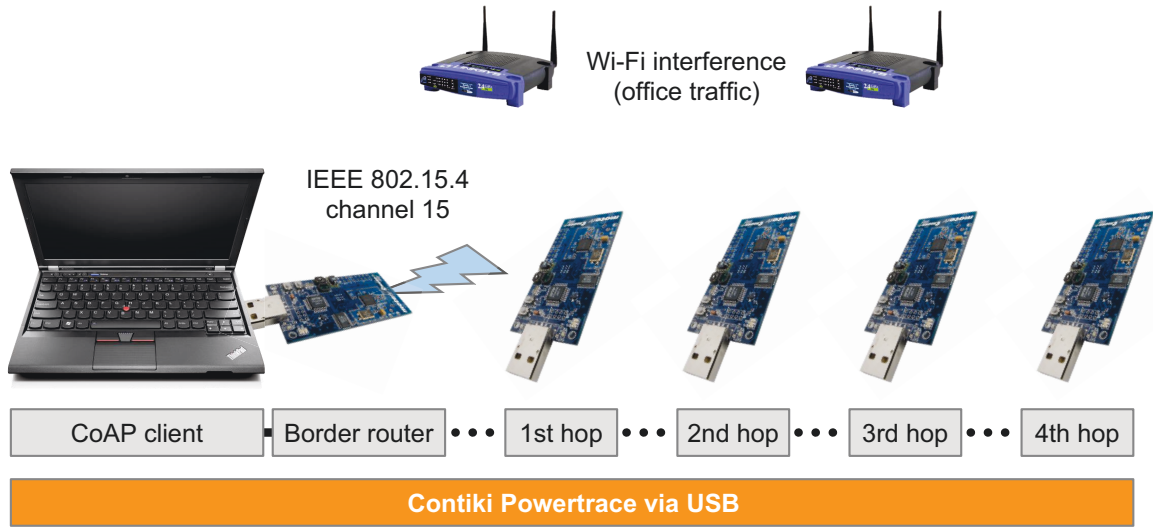 Wi-Fi interference
(office traffic)
IEEE 802.15.4
channel 15
ThinkPad
CoAP client
Border router
1st hop
2nd hop
3rd hop
4th hop
Contiki Powertrace via USB